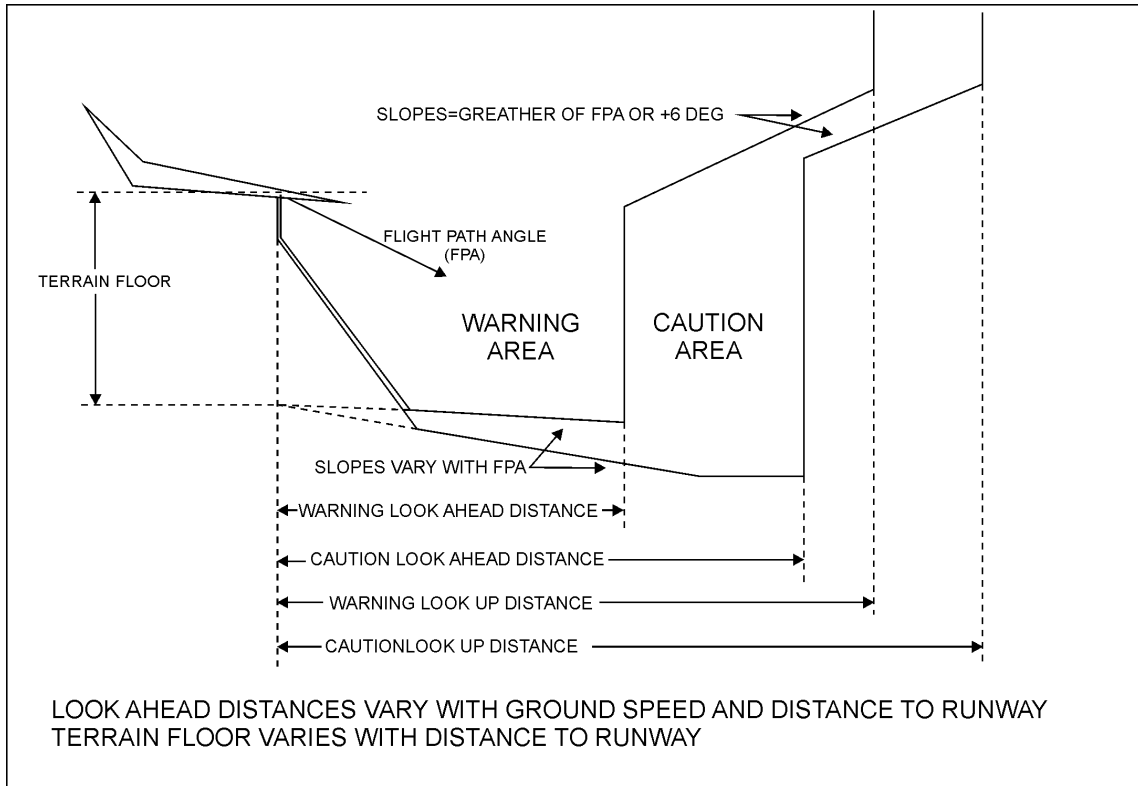 SLOPES=GREATHER OF FPA OR +6 DEG
FLIGHT PATH ANGLE
(FPA)
TERRAIN FLOOR
WARNING
AREA
CAUTION
AREA
SLOPES VARY WITH FPA
WARNING LOOK AHEAD DISTANCE
CAUTION LOOK AHEAD DISTANCE
WARNING LOOK UP DISTANCE
CAUTIONLOOK UP DISTANCE
LOOK AHEAD DISTANCES VARY WITH GROUND SPEED AND DISTANCE TO RUNWAY
TERRAIN FLOOR VARIES WITH DISTANCE TO RUNWAY